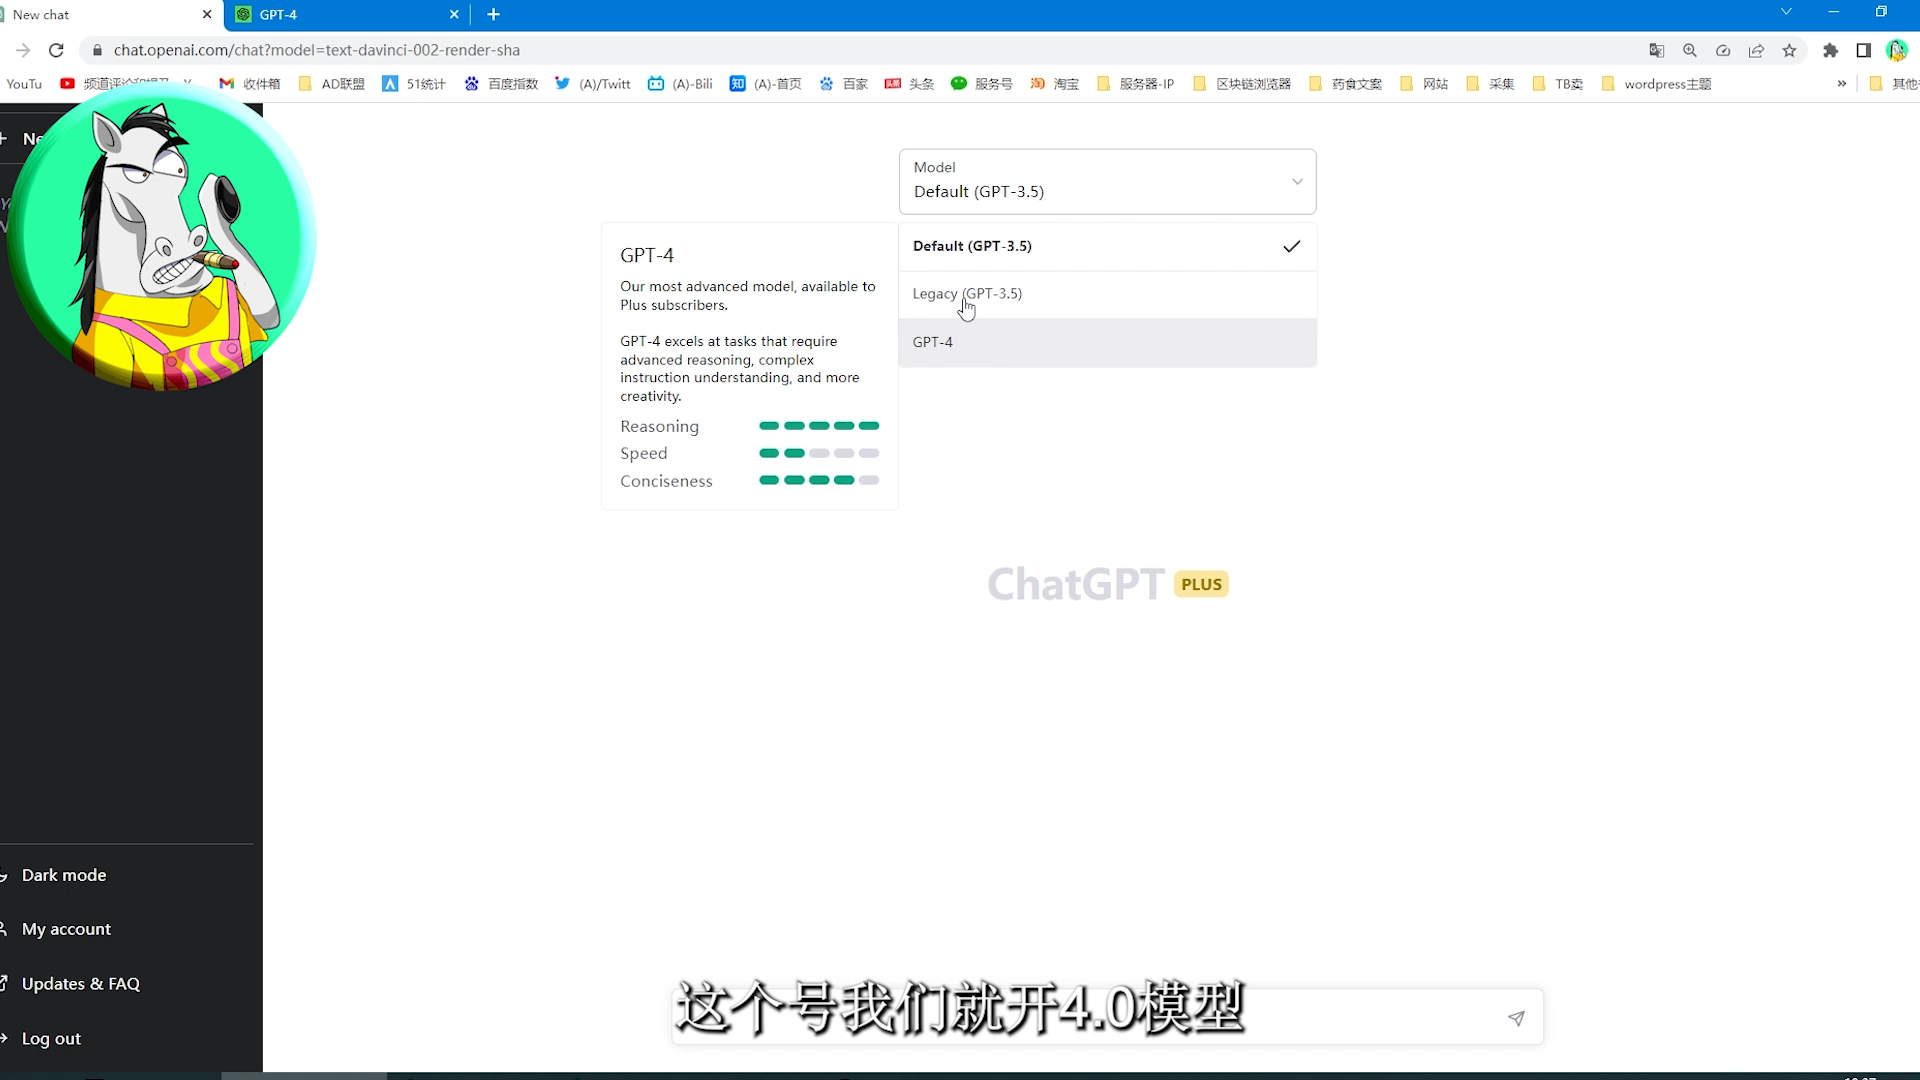 New chat
GPT-4
chat.openai.com/chat?model=text-davinci-002-render-sha
YouTu
收件箱
AD联盟
51统计
百度指数
(A)/Twitt
(A)-Bili
知
(A)-首页
百家
头条
服务号
淘宝
服务器-IP
区块链浏览器
药食文案
网站
采集
TB卖
wordpress主题
»
Model
Default (GPT-3.5)
Default (GPT-3.5)
Legacy (GPT-3.5)
GPT-4
GPT-4
Our most advanced model, available to
Plus subscribers.
GPT-4 excels at tasks that require
advanced reasoning, complex
instruction understanding, and more
creativity.
Reasoning
Speed
Conciseness
ChatGPT PLUS
Dark mode
My account
Updates & FAQ
Log out
这个号我们就开4.0模型